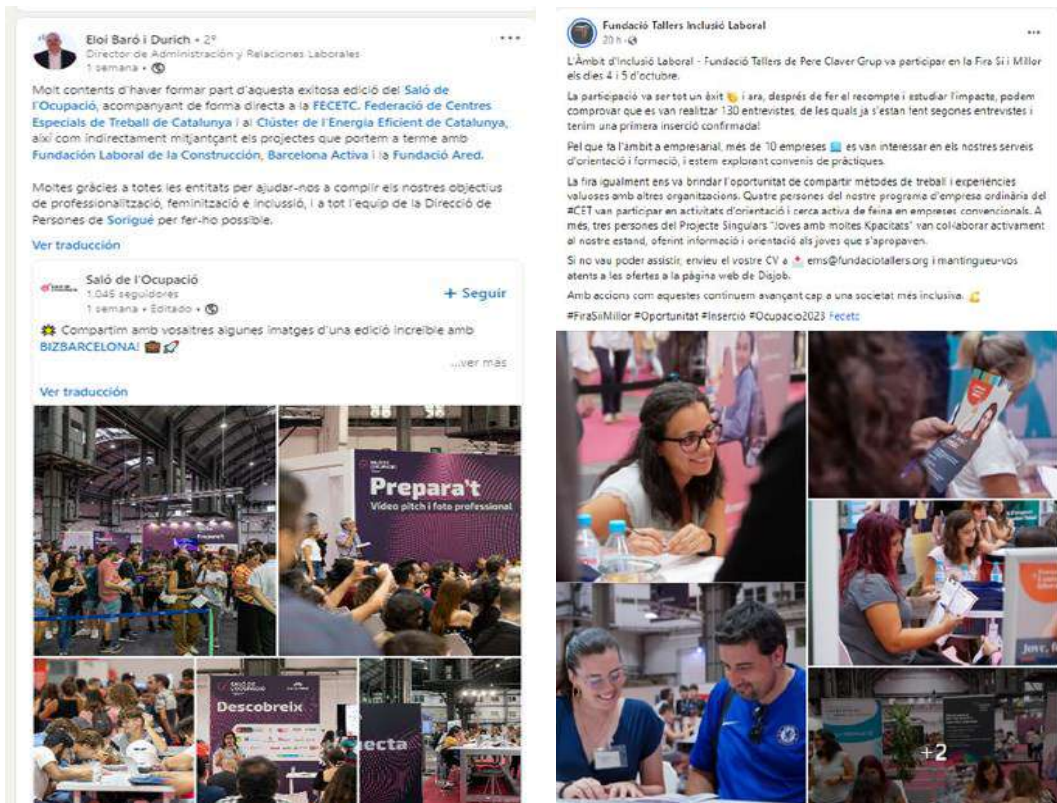 Eloi Baró i Durich • 2º
Director de Administración y Relaciones Laborales
1 semana •
Molt contents d'haver formar part d'aquesta exitosa edició del Saló de
l'Ocupació, acompanyant de forma directa a la FECETC. Federació de Centres
Especials de Treball de Catalunya i al Clúster de l'Energia Eficient de Catalunya,
així com indirectament mitjantçant els projectes que portem a terme amb
Fundación Laboral de la Construcción, Barcelona Activa i la Fundació Ared.
Moltes gràcies a totes les entitats per ajudar-nos a complir els nostres objectius
de professionalització, feminització e inclussió, i a tot l'equip de la Direcció de
Persones de Sorigué per fer-ho possible.
Ver traducción
Saló de l'Ocupació
1.045 seguidores
1 semana • Editado •
+ Seguir
Compartim amb vosaltres algunes imatges d'una edició increïble amb
BIZBARCELONA!
...ver más
Ver traducción
Prepara't
Prepara't
Vídeo pitch i foto professional
SALÓ DE
L'OCUPACIÓ
Descobreix
necta
Fundació Tallers Inclusió Laboral
20 h •
L'Àmbit d'Inclusió Laboral - Fundació Tallers de Pere Claver Grup va participar en la Fira Si i Millor
els dies 4 i 5 d'octubre.
La participació va ser tot un èxit i ara, després de fer el recompte i estudiar l'impacte, podem
comprovar que es van realitzar 130 entrevistes, de les quals ja s'estan fent segones entrevistes i
tenim una primera inserció confirmada!
Pel que fa l'àmbit a empresarial, més de 10 empreses es van interessar en els nostres serveis
d'orientació i formació, i estem explorant convenis de pràctiques.
La fira igualment ens va brindar l'oportunitat de compartir mètodes de treball i experiències
valuoses amb altres organitzacions. Quatre persones del nostre programa d'empresa ordinària del
#CET van participar en activitats d'orientació i cerca activa de feina en empreses convencionals. A
més, tres persones del Projecte Singulars "Joves amb moltes Kpacitats" van col·laborar activament
al nostre estand, oferint informació i orientació als joves que s'apropaven.
Si no vau poder assistir, envieu el vostre CV a ems@fundaciotallers.org i mantingueu-vos
atents a les ofertes a la pàgina web de Disjob.
Amb accions com aquestes continuem avançant cap a una societat més inclusiva.
#FiraSiiMillor #Oportunitat #Inserció #Ocupacio2023 Fecetc
Jove, f
+2